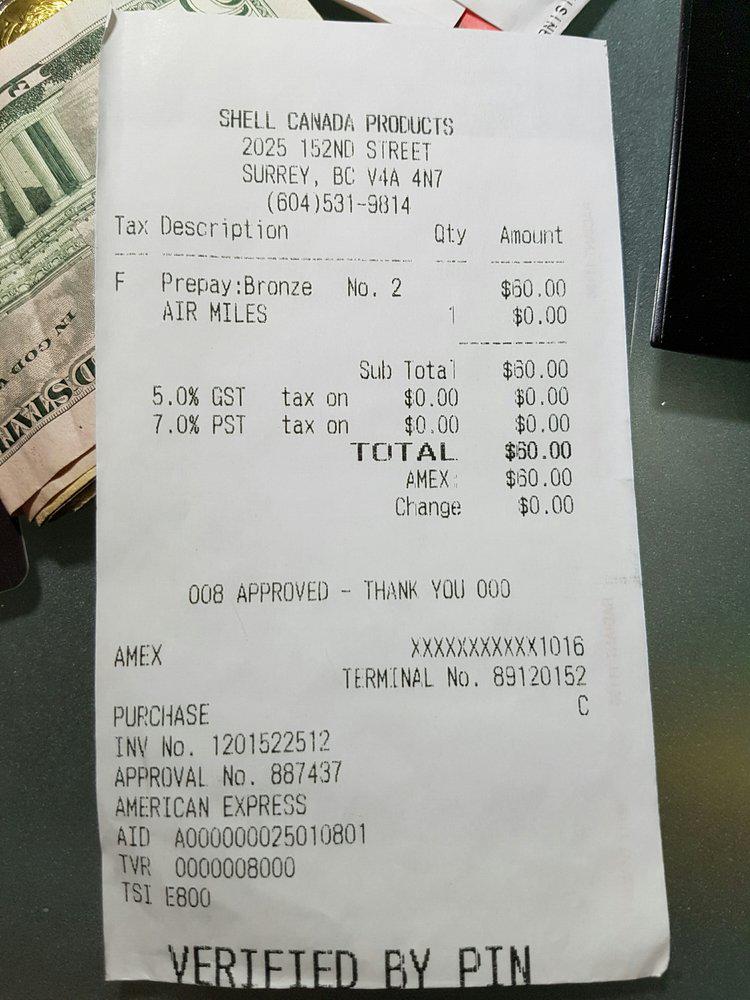 SHELL CANADA PRODUCTS
2025 152ND STREET
SURREY, BC V4A 4N7
(604)531-9814
Tax Description Qty Amount
F Prepay:Bronze No. 2 $60.00
AIR MILES 1 $0.00
Sub Total $60.00
5.0% GST tax on $0.00 $0.00
7.0% PST tax on $0.00 $0.00
TOTAL $60.00
AMEX: $60.00
Change $0.00
008 APPROVED - THANK YOU 000
AMEX XXXXXXXXXXX1016
TERMINAL No. 89120152
C
PURCHASE
INV No. 1201522512
APPROVAL No. 887437
AMERICAN EXPRESS
AID A000000025010801
TVR 0000008000
TSI E800
VERIFIED BY PIN
IN GOD